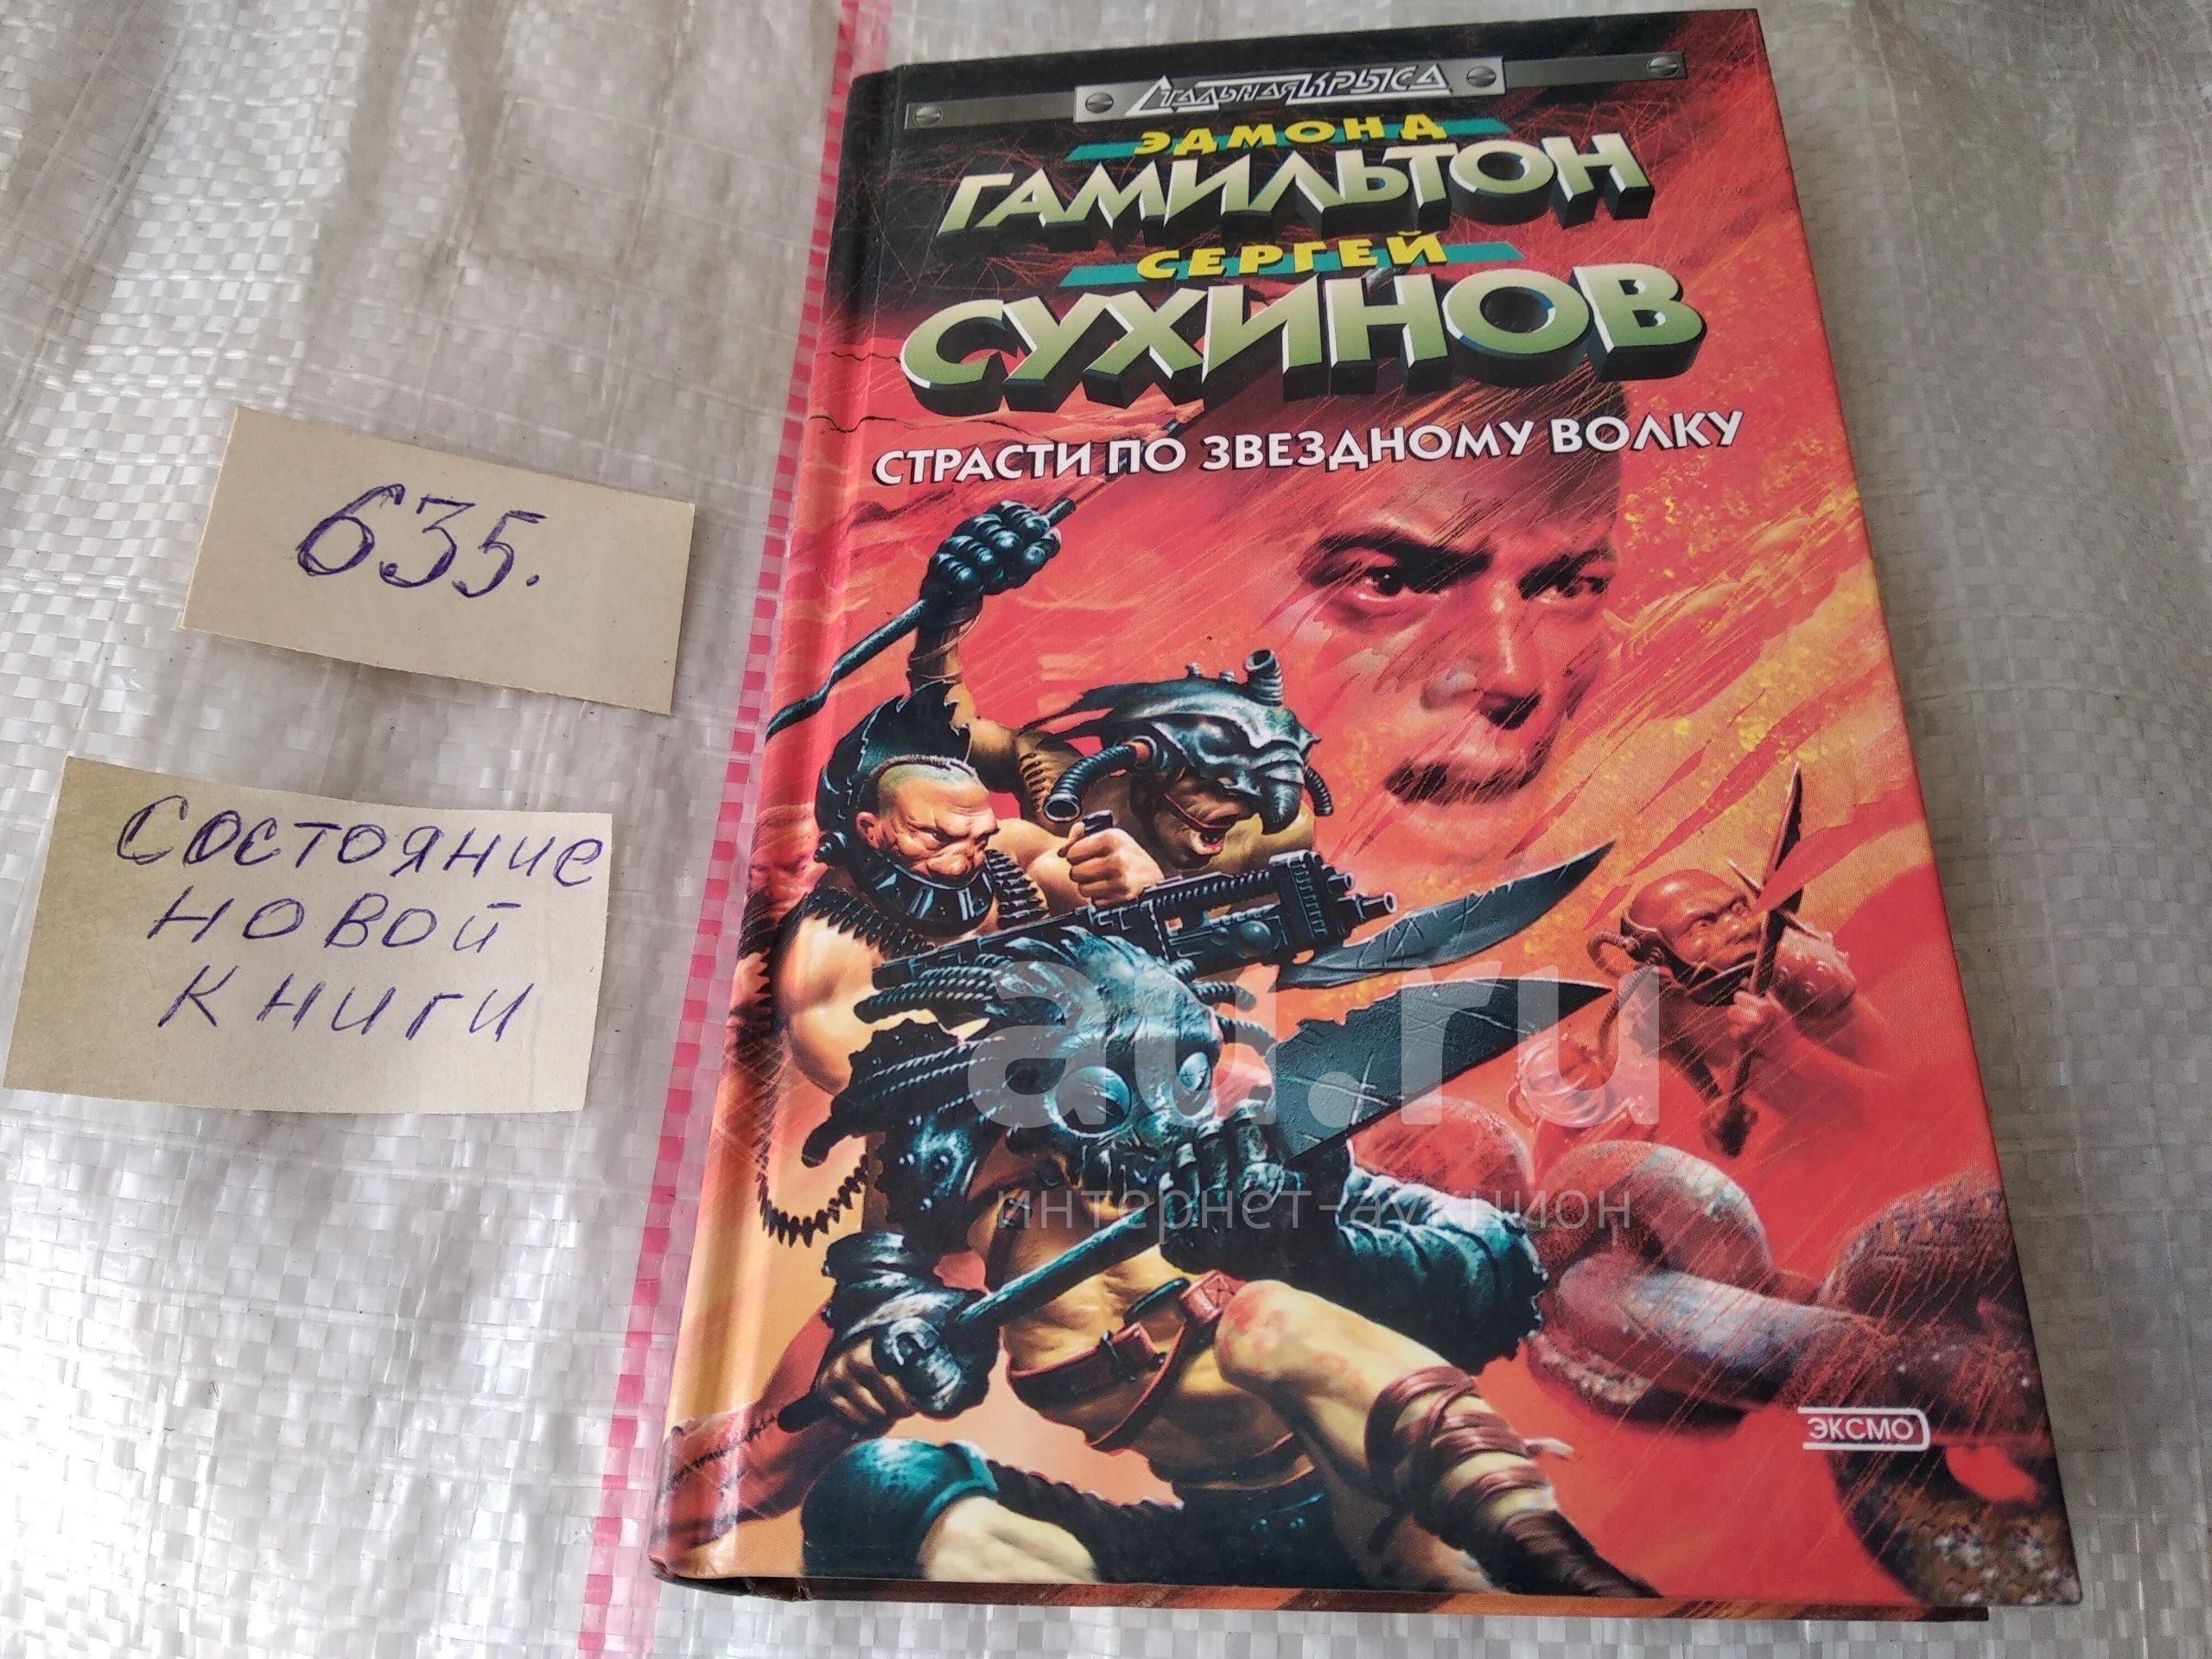 СТАЛЬНАЯ КРЫСА
ЭДМОНД
ГАМИЛЬТОН
СЕРГЕЙ
СУХИНОВ
СТРАСТИ ПО ЗВЕЗДНОМУ ВОЛКУ
635.
Состояние
новой
книги
au.ru
интернет-аукцион
ЭКСМО